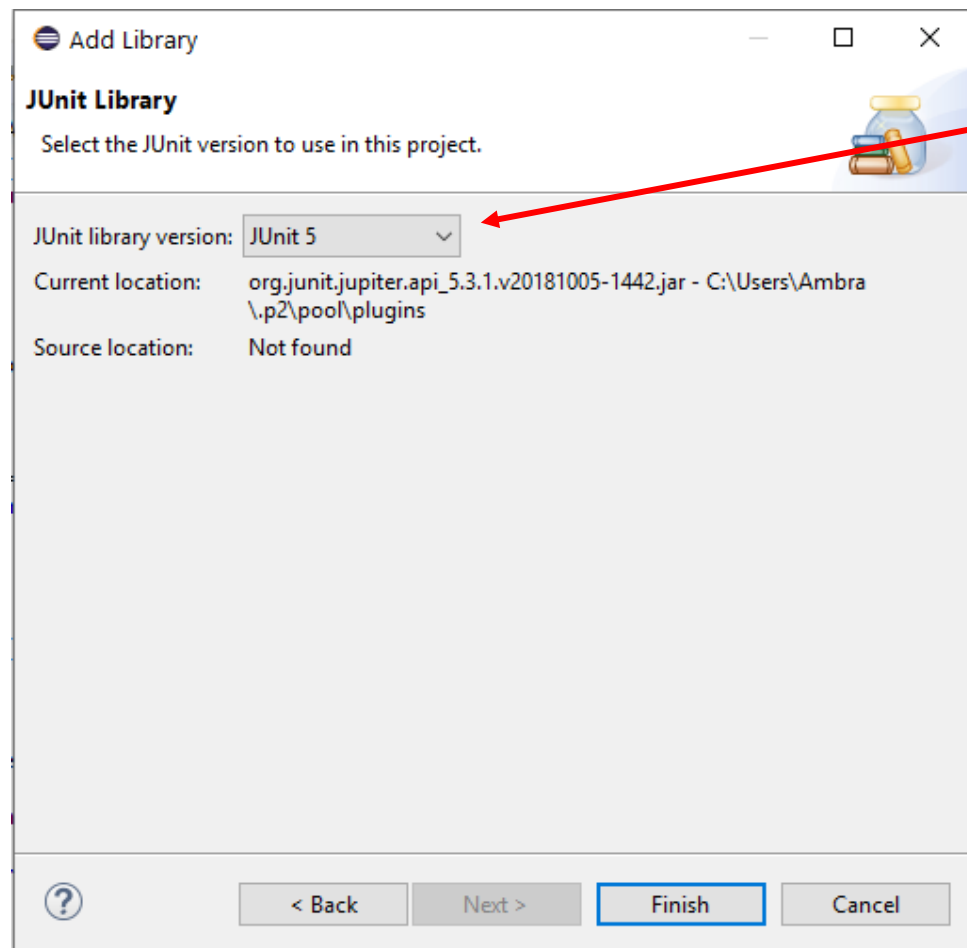 Add Library
JUnit Library
Select the JUnit version to use in this project.
JUnit library version: JUnit 5
Current location: org.junit.jupiter.api_5.3.1.v20181005-1442.jar - C:\Users\Ambra
\.p2\pool\plugins
Source location: Not found
? < Back Next > Finish Cancel